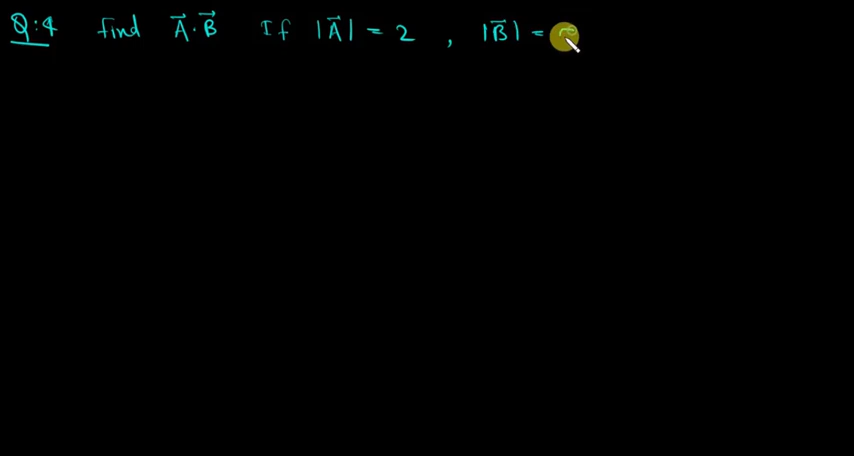 Q:4 Find A⃗·B⃗ If |A⃗| = 2 , |B⃗| =